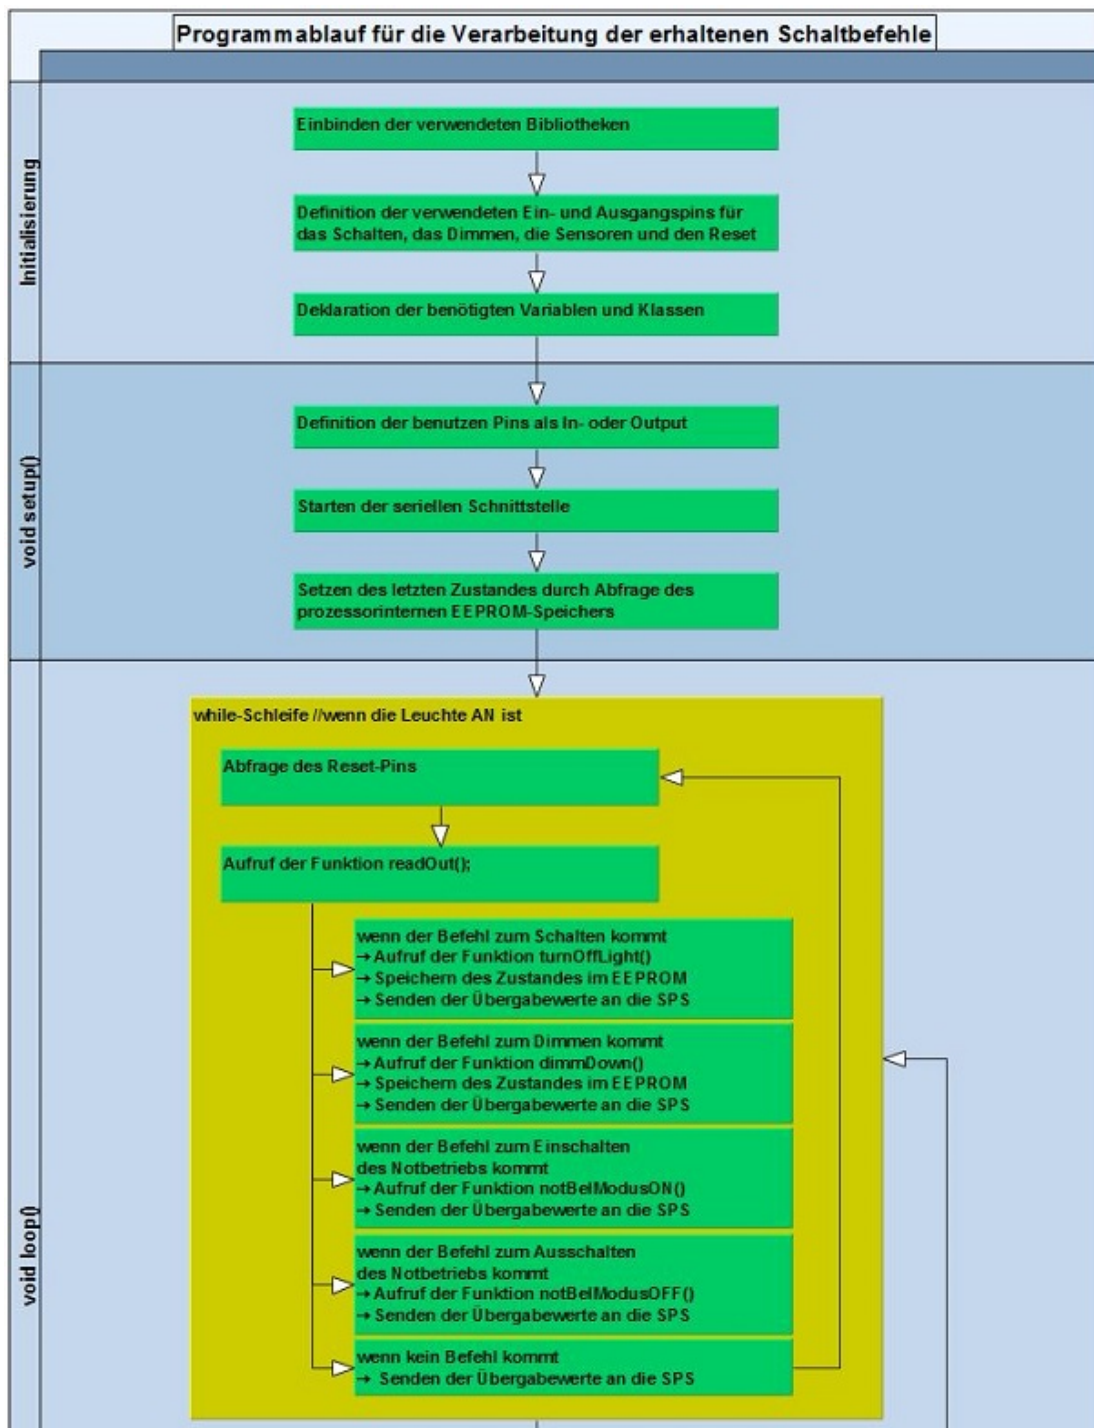 Programmablauf für die Verarbeitung der erhaltenen Schaltbefehle
Initialisierung
Einbinden der verwendeten Bibliotheken
Definition der verwendeten Ein- und Ausgangspins für
das Schalten, das Dimmen, die Sensoren und den Reset
Deklaration der benötigten Variablen und Klassen
void setup()
Definition der benutzen Pins als In- oder Output
Starten der seriellen Schnittstelle
Setzen des letzten Zustandes durch Abfrage des
prozessorinternen EEPROM-Speichers
void loop()
while-Schleife //wenn die Leuchte AN ist
Abfrage des Reset-Pins
Aufruf der Funktion readOut();
wenn der Befehl zum Schalten kommt
→ Aufruf der Funktion turnOffLight()
→ Speichern des Zustandes im EEPROM
→ Senden der Übergabewerte an die SPS
wenn der Befehl zum Dimmen kommt
→ Aufruf der Funktion dimmDown()
→ Speichern des Zustandes im EEPROM
→ Senden der Übergabewerte an die SPS
wenn der Befehl zum Einschalten
des Notbetriebs kommt
→ Aufruf der Funktion notBelModusON()
→ Senden der Übergabewerte an die SPS
wenn der Befehl zum Ausschalten
des Notbetriebs kommt
→ Aufruf der Funktion notBelModusOFF()
→ Senden der Übergabewerte an die SPS
wenn kein Befehl kommt
→ Senden der Übergabewerte an die SPS